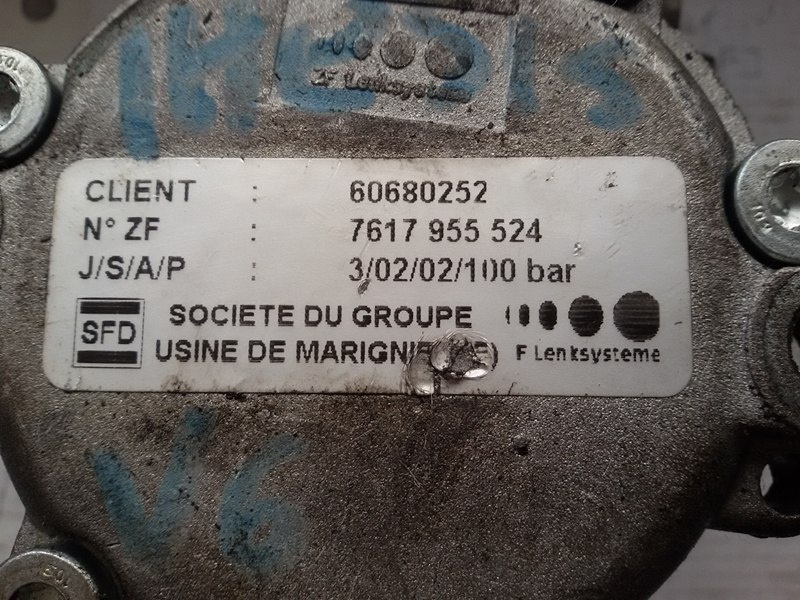 ZF Lenksysteme
CLIENT : 60680252
N° ZF : 7617 955 524
J/S/A/P : 3/02/02/100 bar
SFD
SOCIETE DU GROUPE
USINE DE MARIGNIE
F Lenksysteme
V6